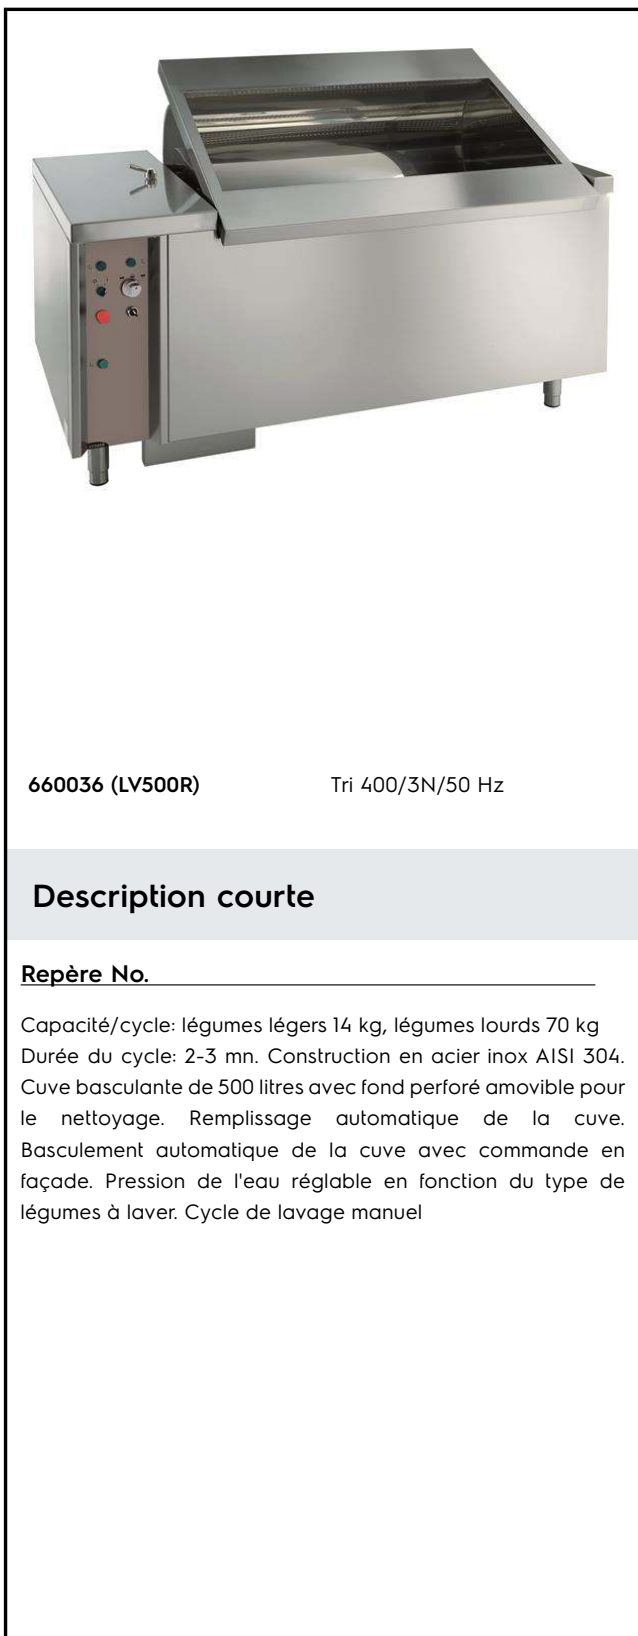 660036 (LV500R) Tri 400/3N/50 Hz
Description courte
Repère No.
Capacité/cycle: légumes légers 14 kg, légumes lourds 70 kg
Durée du cycle: 2-3 mn. Construction en acier inox AISI 304.
Cuve basculante de 500 litres avec fond perforé amovible pour
le nettoyage. Remplissage automatique de la cuve.
Basculement automatique de la cuve avec commande en
façade. Pression de l'eau réglable en fonction du type de
légumes à laver. Cycle de lavage manuel